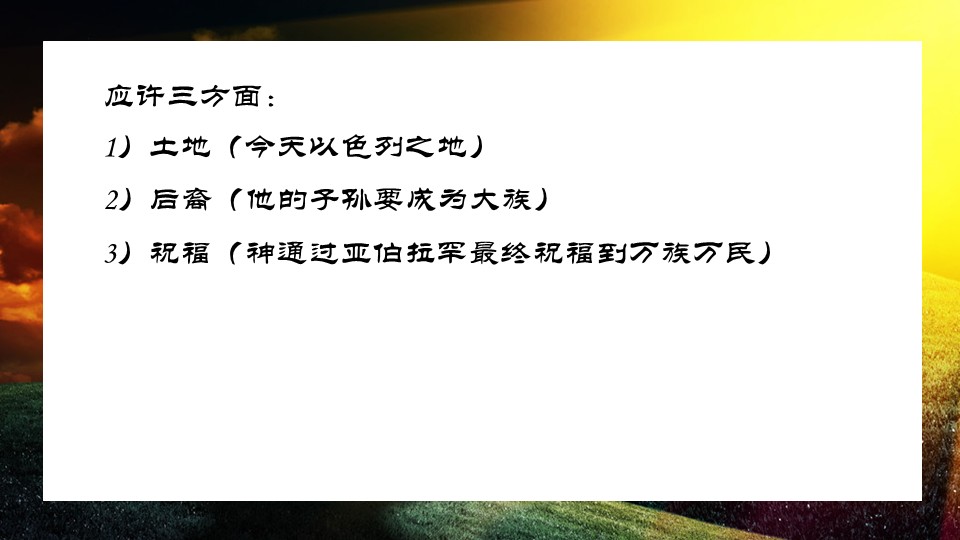 应许三方面：
1）土地（今天以色列之地）
2）后裔（他的子孙要成为大族）
3）祝福（神通过亚伯拉罕最终祝福到万族万民）